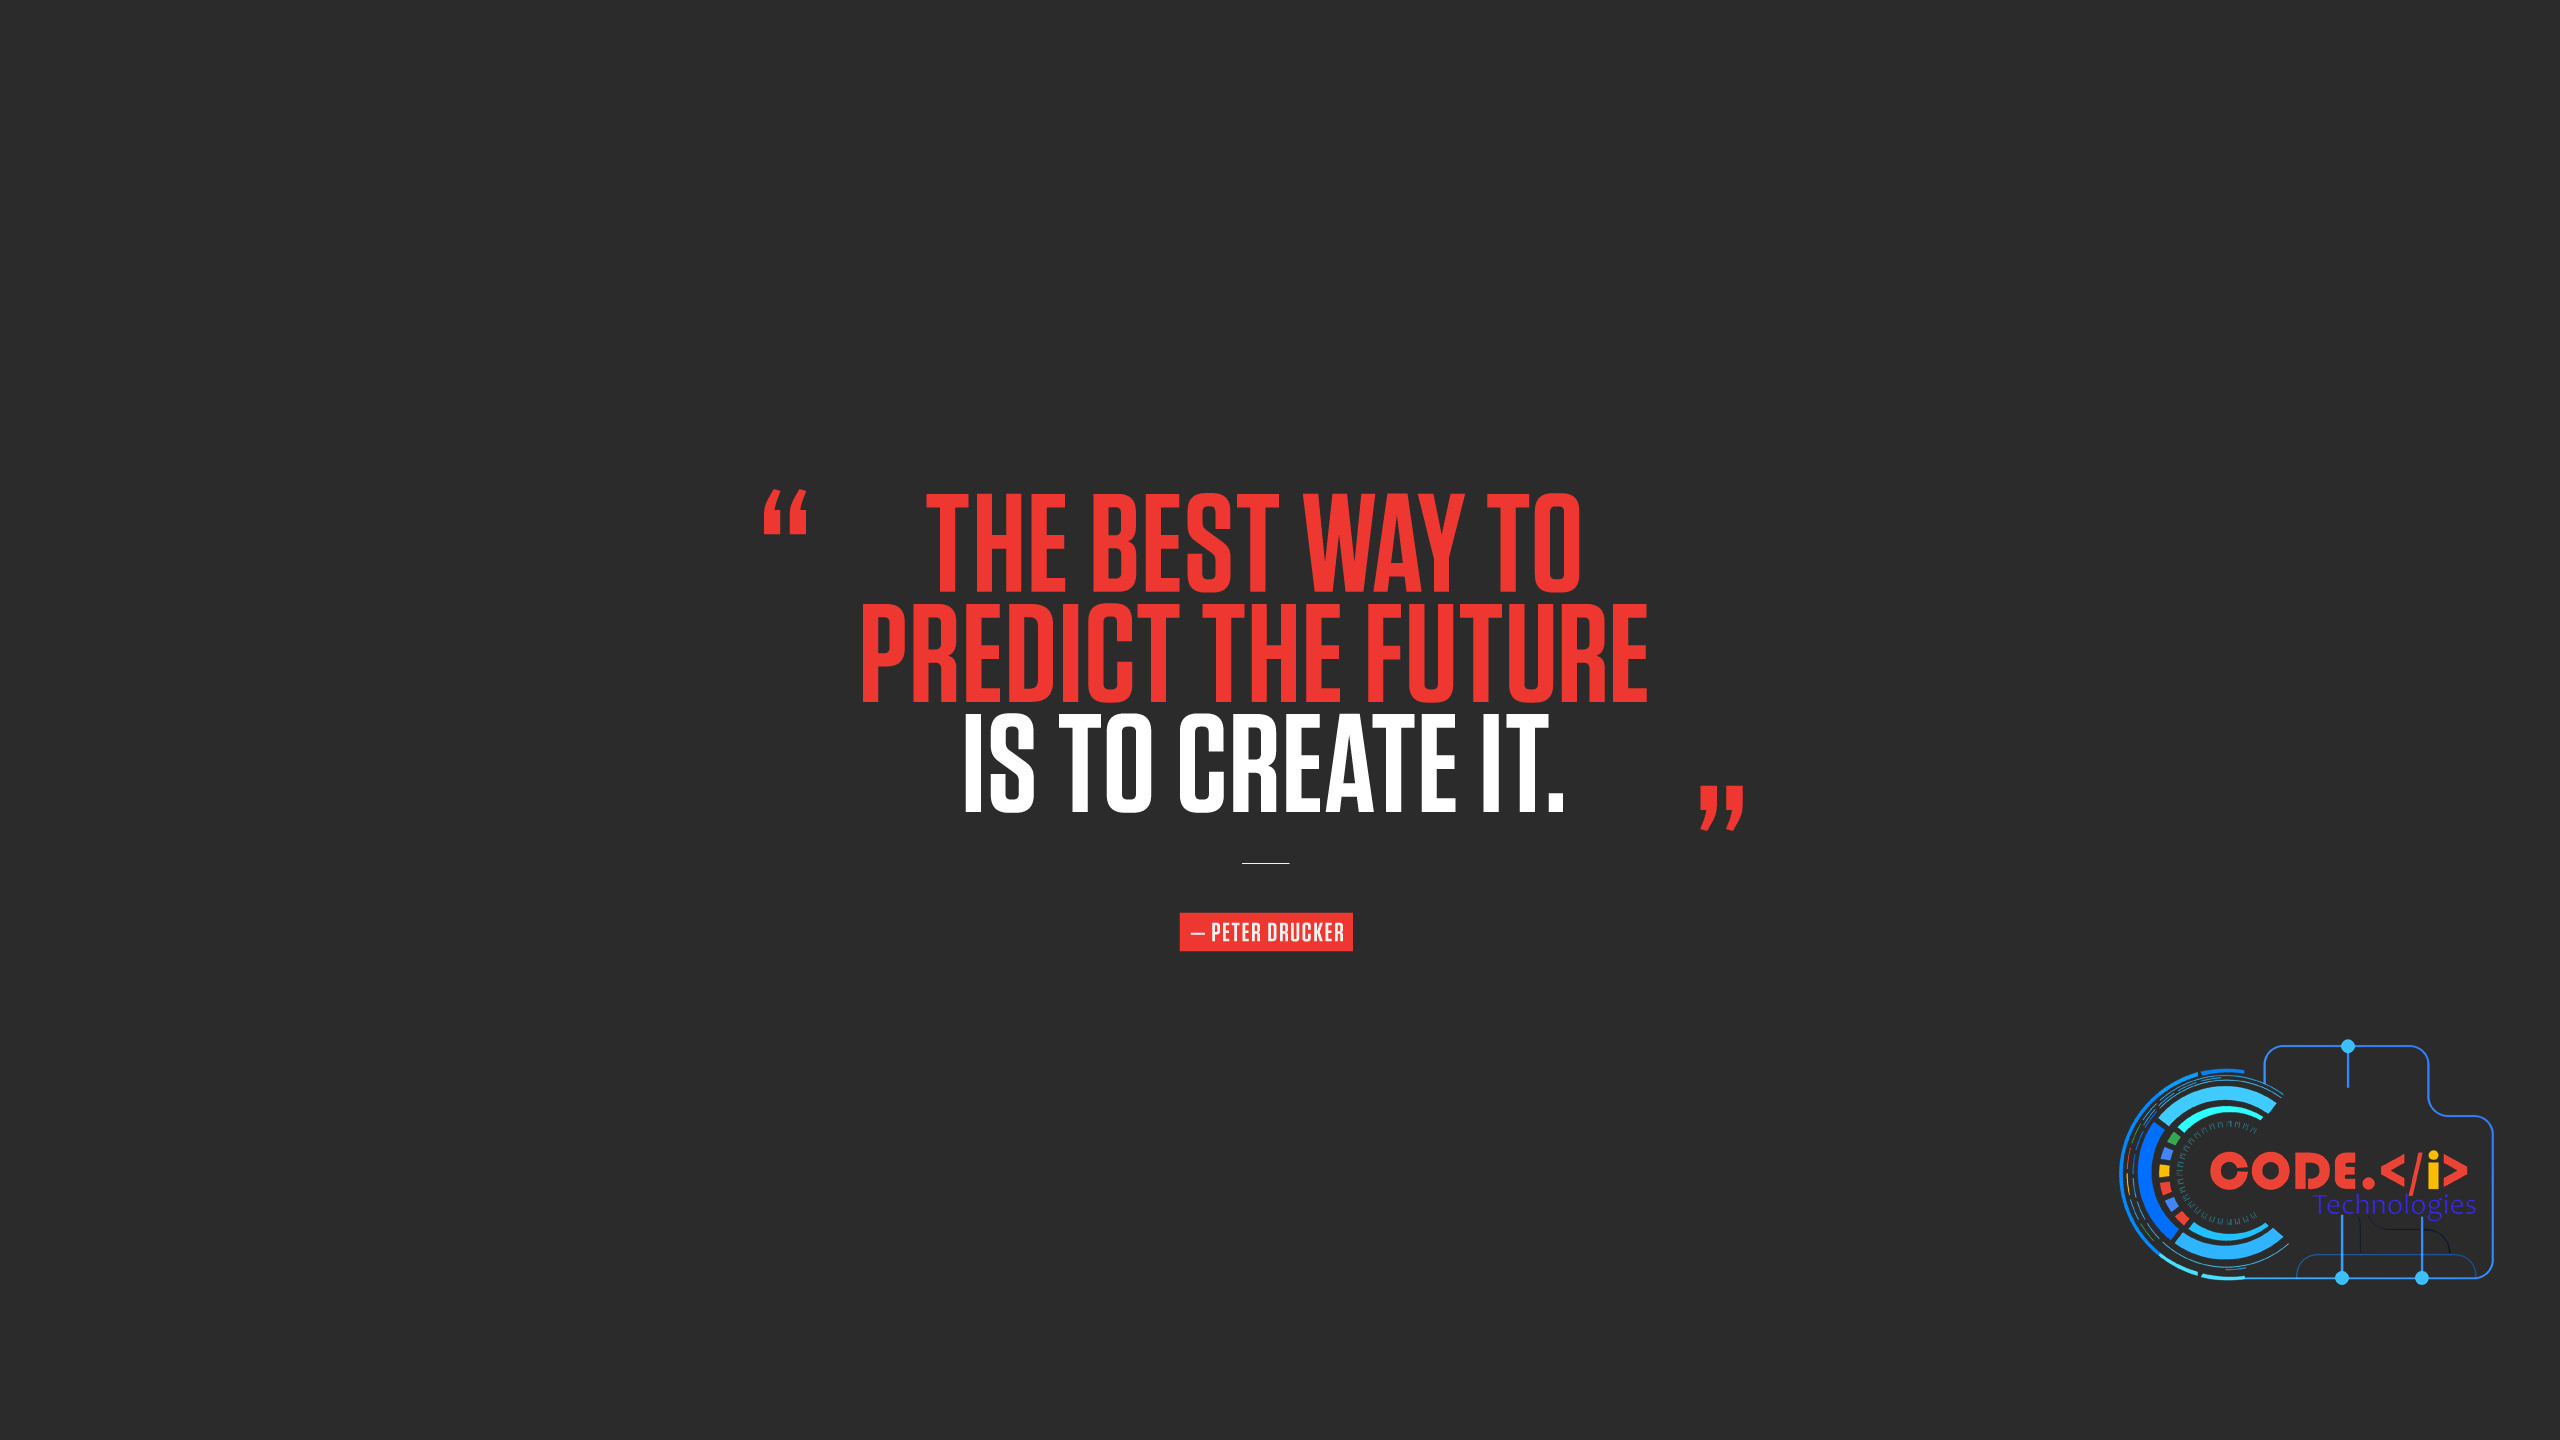 “ THE BEST WAY TO
PREDICT THE FUTURE
IS TO CREATE IT. ”
– PETER DRUCKER
CODE.</i>
Technologies